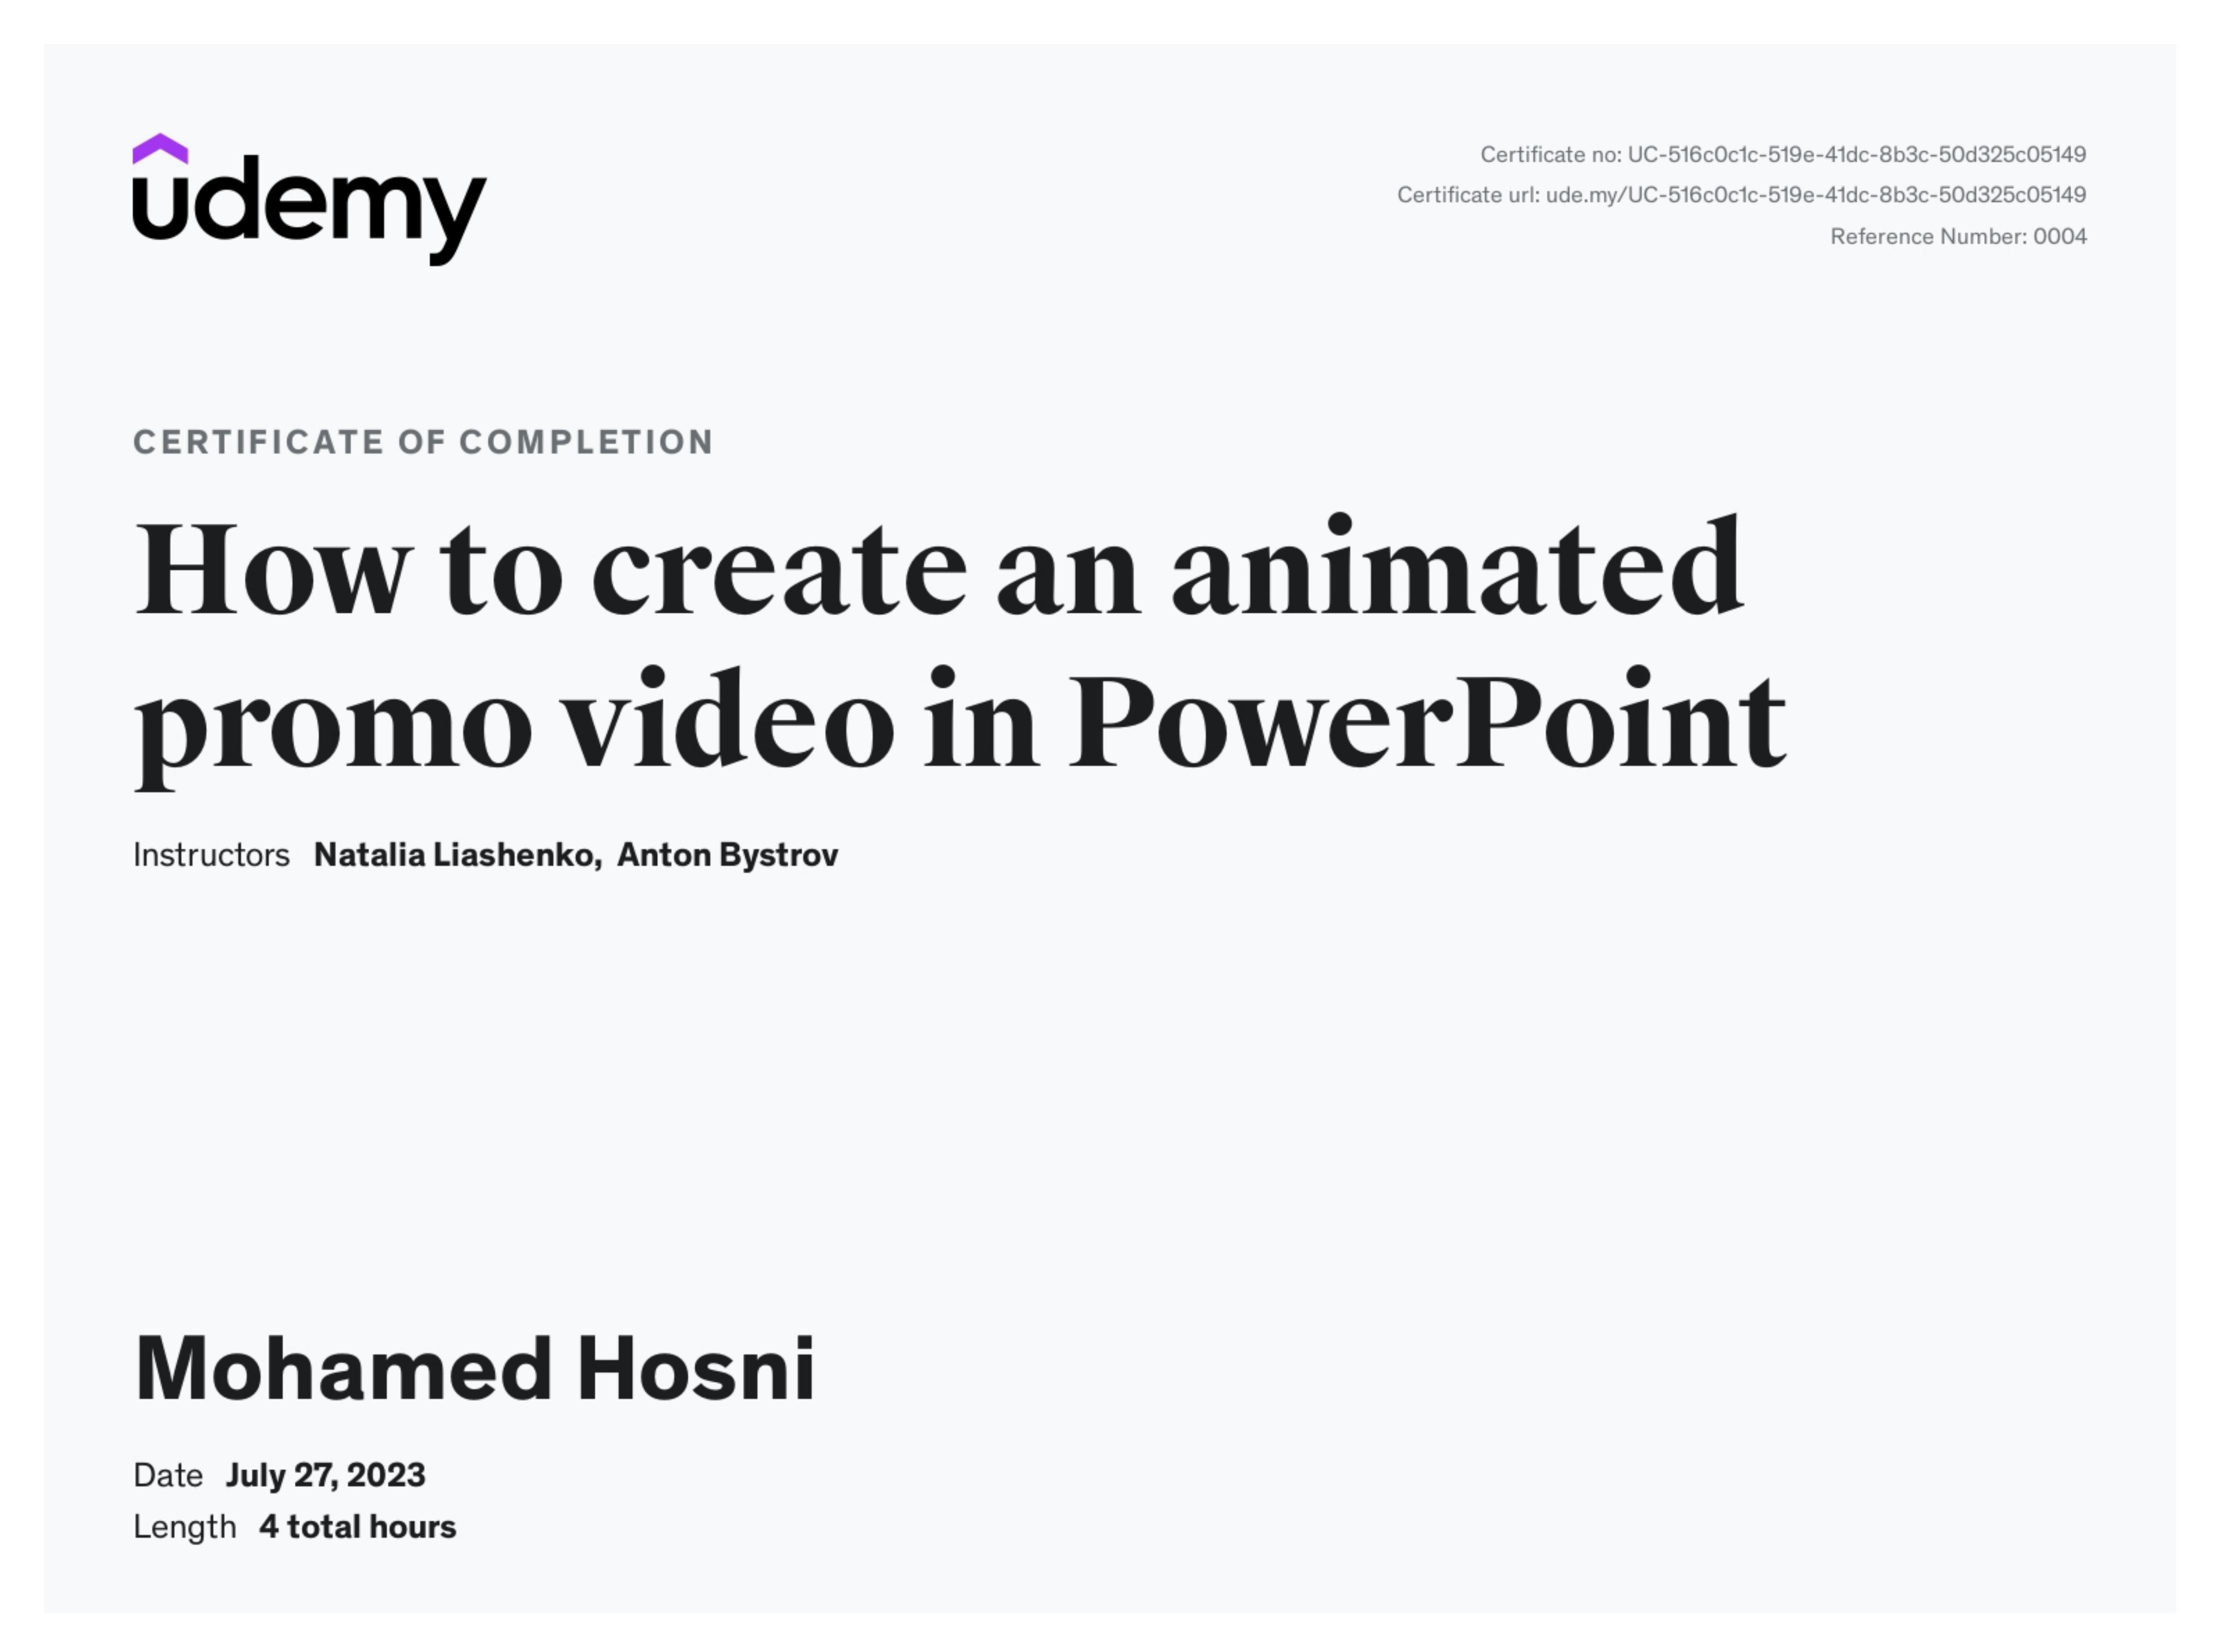 udemy
Certificate no: UC-516c0c1c-519e-41dc-8b3c-50d325c05149
Certificate url: ude.my/UC-516c0c1c-519e-41dc-8b3c-50d325c05149
Reference Number: 0004
CERTIFICATE OF COMPLETION
How to create an animated
promo video in PowerPoint
Instructors Natalia Liashenko, Anton Bystrov
Mohamed Hosni
Date July 27, 2023
Length 4 total hours